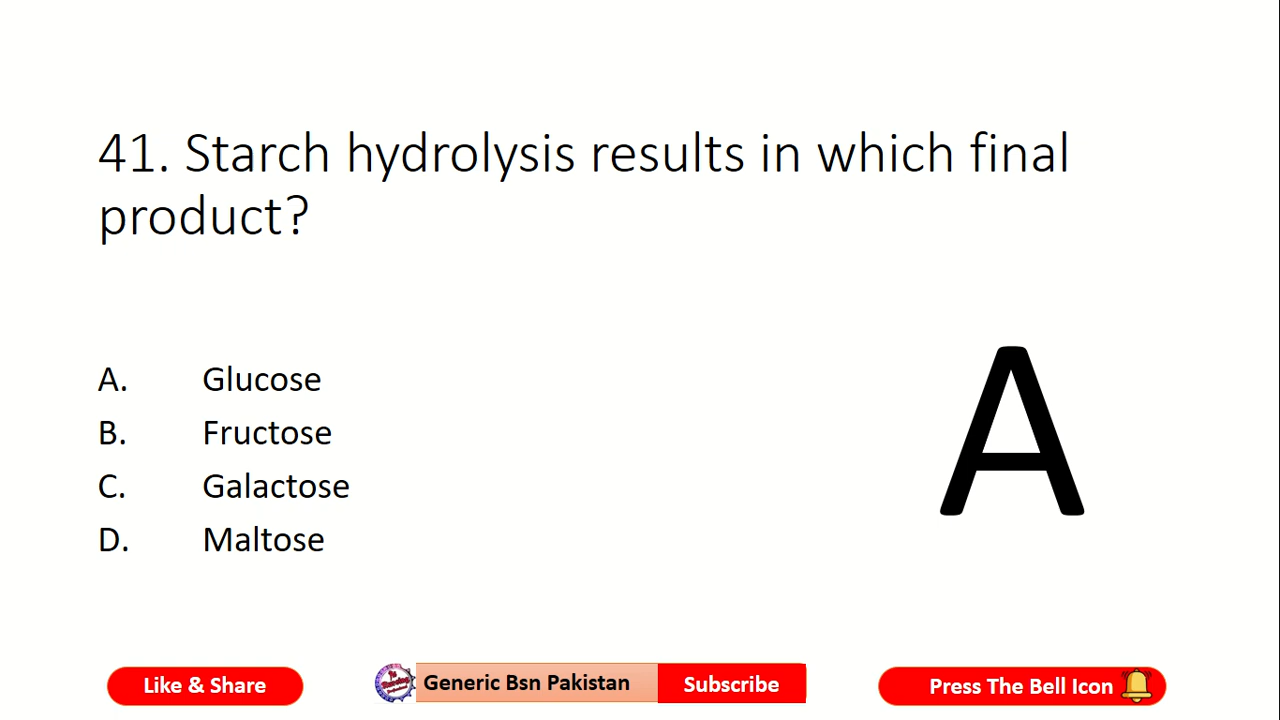 41. Starch hydrolysis results in which final
product?
A. Glucose
B. Fructose
C. Galactose
D. Maltose
A
Like & Share
Generic Bsn Pakistan
Subscribe
Press The Bell Icon